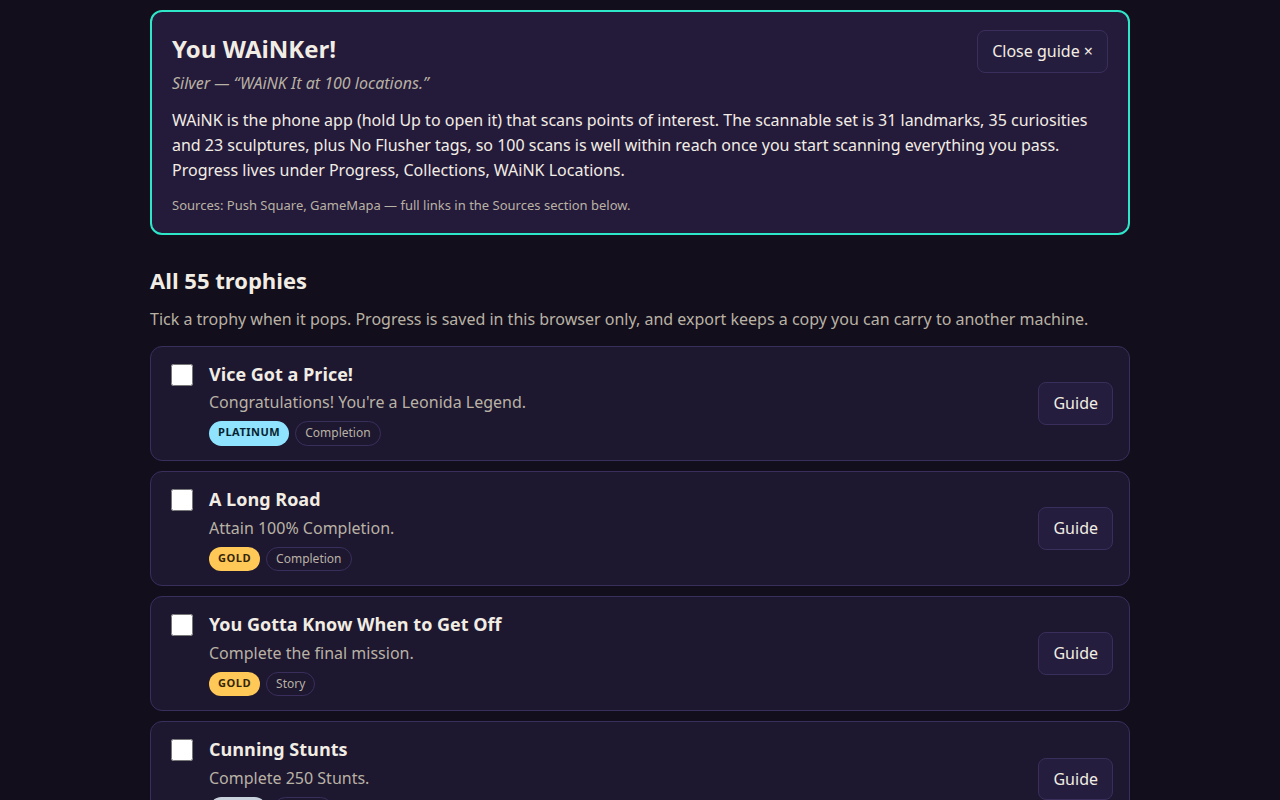 You WAiNKer!
Close guide ×
Silver — “WAiNK It at 100 locations.”
WAiNK is the phone app (hold Up to open it) that scans points of interest. The scannable set is 31 landmarks, 35 curiosities
and 23 sculptures, plus No Flusher tags, so 100 scans is well within reach once you start scanning everything you pass.
Progress lives under Progress, Collections, WAiNK Locations.
Sources: Push Square, GameMapa — full links in the Sources section below.
All 55 trophies
Tick a trophy when it pops. Progress is saved in this browser only, and export keeps a copy you can carry to another machine.
Vice Got a Price!
Congratulations! You're a Leonida Legend.
Guide
PLATINUM Completion
A Long Road
Attain 100% Completion.
Guide
GOLD Completion
You Gotta Know When to Get Off
Complete the final mission.
Guide
GOLD Story
Cunning Stunts
Complete 250 Stunts.
Guide